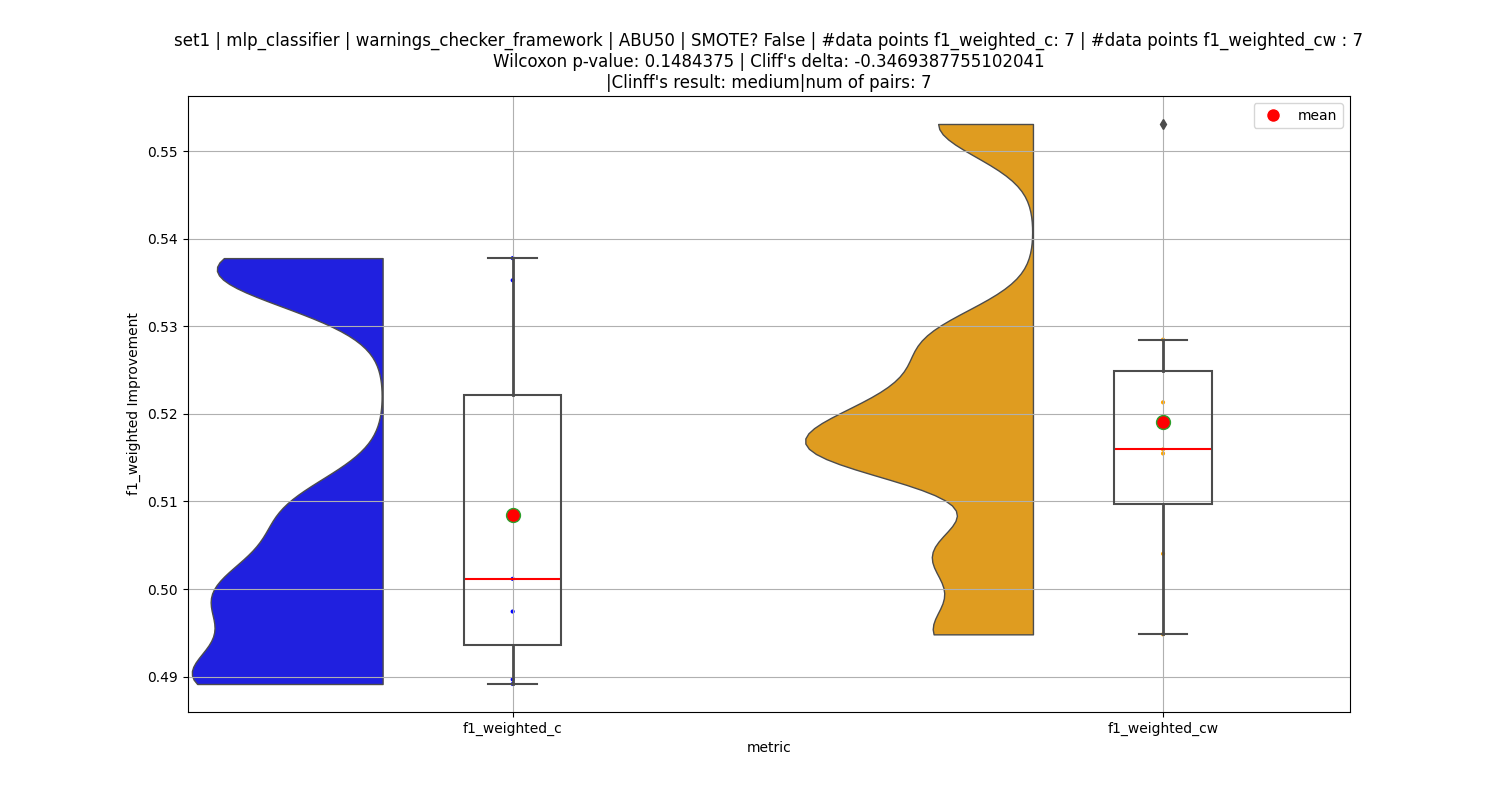 set1 | mlp_classifier | warnings_checker_framework | ABU50 | SMOTE? False | #data points f1_weighted_c: 7 | #data points f1_weighted_cw : 7
Wilcoxon p-value: 0.1484375 | Cliff's delta: -0.3469387755102041
|Clinff's result: medium|num of pairs: 7
mean
0.55
0.54
0.53
0.52
0.51
0.50
0.49
f1_weighted Improvement
f1_weighted_c
f1_weighted_cw
metric